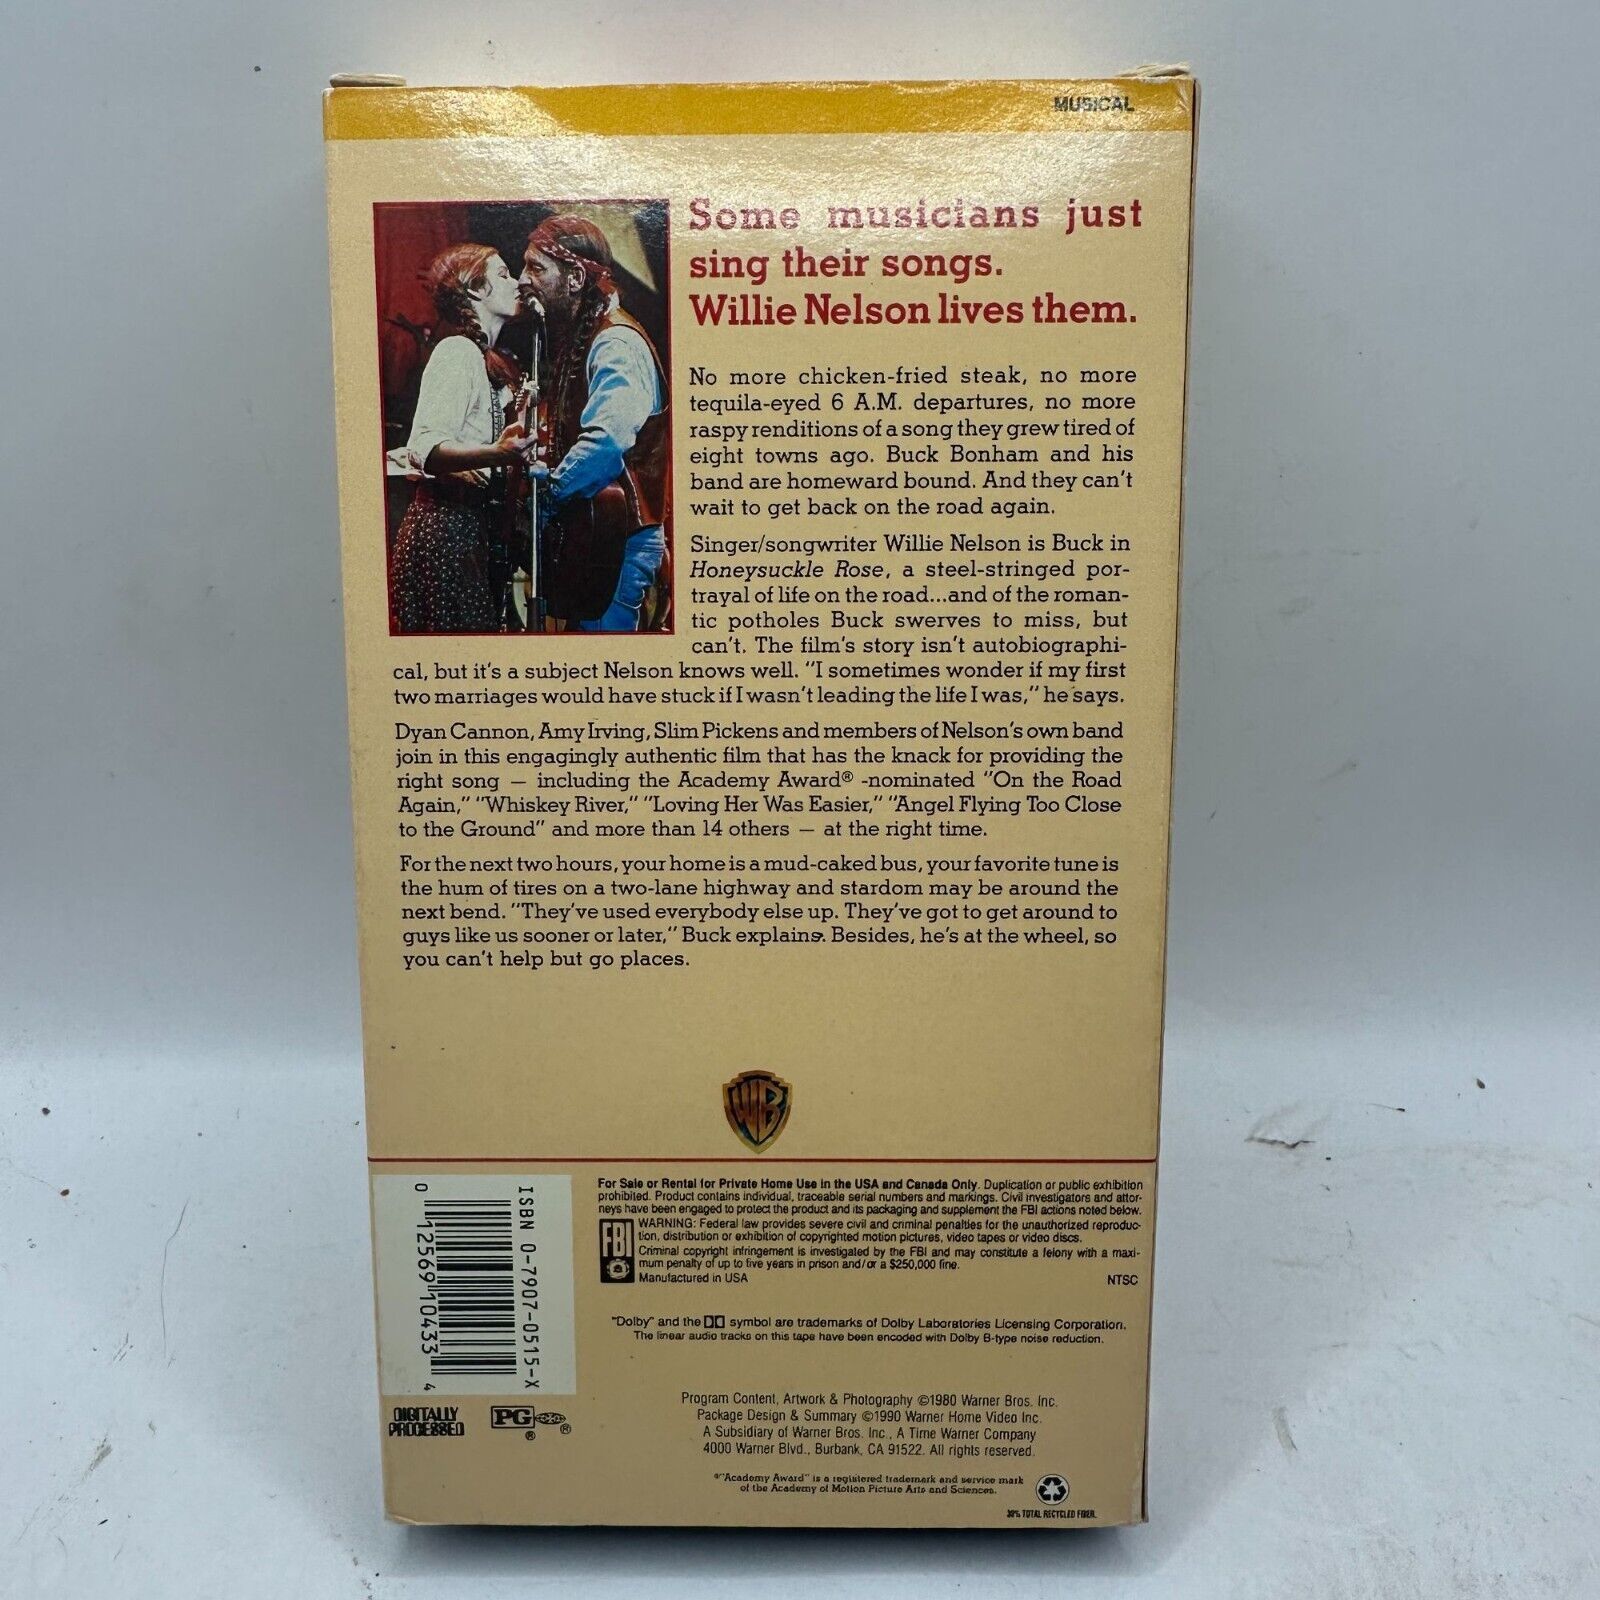 MUSICAL
Some musicians just
sing their songs.
Willie Nelson lives them.
No more chicken-fried steak, no more
tequila-eyed 6 A.M. departures, no more
raspy renditions of a song they grew tired of
eight towns ago. Buck Bonham and his
band are homeward bound. And they can't
wait to get back on the road again.
Singer/songwriter Willie Nelson is Buck in
Honeysuckle Rose, a steel-stringed por-
trayal of life on the road...and of the roman-
tic potholes Buck swerves to miss, but
can't. The film's story isn't autobiographi-
cal, but it's a subject Nelson knows well. "I sometimes wonder if my first
two marriages would have stuck if I wasn't leading the life I was," he says.
Dyan Cannon, Amy Irving, Slim Pickens and members of Nelson's own band
join in this engagingly authentic film that has the knack for providing the
right song — including the Academy Award® -nominated "On the Road
Again," "Whiskey River," "Loving Her Was Easier," "Angel Flying Too Close
to the Ground" and more than 14 others — at the right time.
For the next two hours, your home is a mud-caked bus, your favorite tune is
the hum of tires on a two-lane highway and stardom may be around the
next bend. "They've used everybody else up. They've got to get around to
guys like us sooner or later," Buck explains. Besides, he's at the wheel, so
you can't help but go places.
WB
For Sale or Rental for Private Home Use in the USA and Canada Only. Duplication or public exhibition
prohibited. Product contains individual, traceable serial numbers and markings. Civil investigators and attor-
neys have been engaged to protect the product and its packaging and supplement the FBI actions noted below.
FBI
WARNING: Federal law provides severe civil and criminal penalties for the unauthorized reproduc-
tion, distribution or exhibition of copyrighted motion pictures, video tapes or video discs.
Criminal copyright infringement is investigated by the FBI and may constitute a felony with a maxi-
mum penalty of up to five years in prison and/or a $250,000 fine.
Manufactured in USA NTSC
ISBN 0-7907-0515-X
0 12569 10433 4
"Dolby" and the symbol are trademarks of Dolby Laboratories Licensing Corporation.
The linear audio tracks on this tape have been encoded with Dolby B-type noise reduction.
DIGITALLY
PROCESSED
PG ®
®
Program Content, Artwork & Photography ©1980 Warner Bros. Inc.
Package Design & Summary ©1990 Warner Home Video Inc.
A Subsidiary of Warner Bros. Inc., A Time Warner Company
4000 Warner Blvd., Burbank, CA 91522. All rights reserved.
®"Academy Award" is a registered trademark and service mark
of the Academy of Motion Picture Arts and Sciences.
TOTAL RECYCLED FIBER.